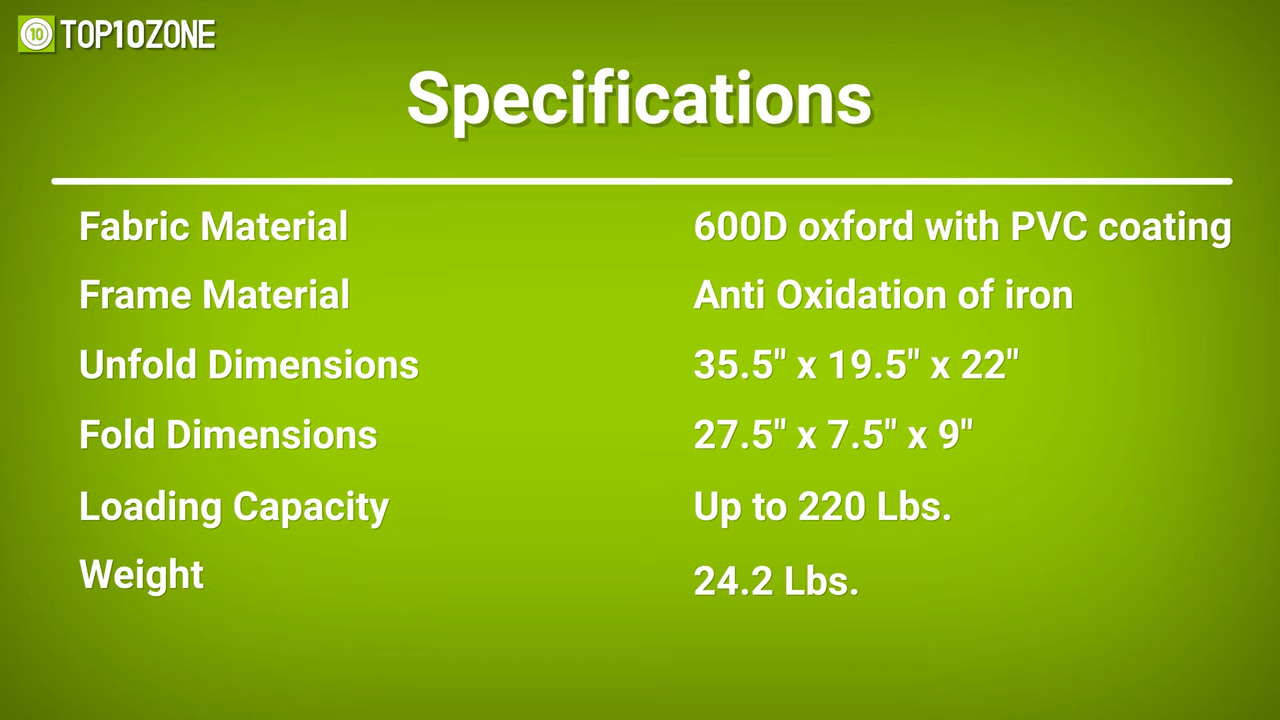 10 TOP10ZONE
Specifications
Fabric Material 600D oxford with PVC coating
Frame Material Anti Oxidation of iron
Unfold Dimensions 35.5" x 19.5" x 22"
Fold Dimensions 27.5" x 7.5" x 9"
Loading Capacity Up to 220 Lbs.
Weight 24.2 Lbs.